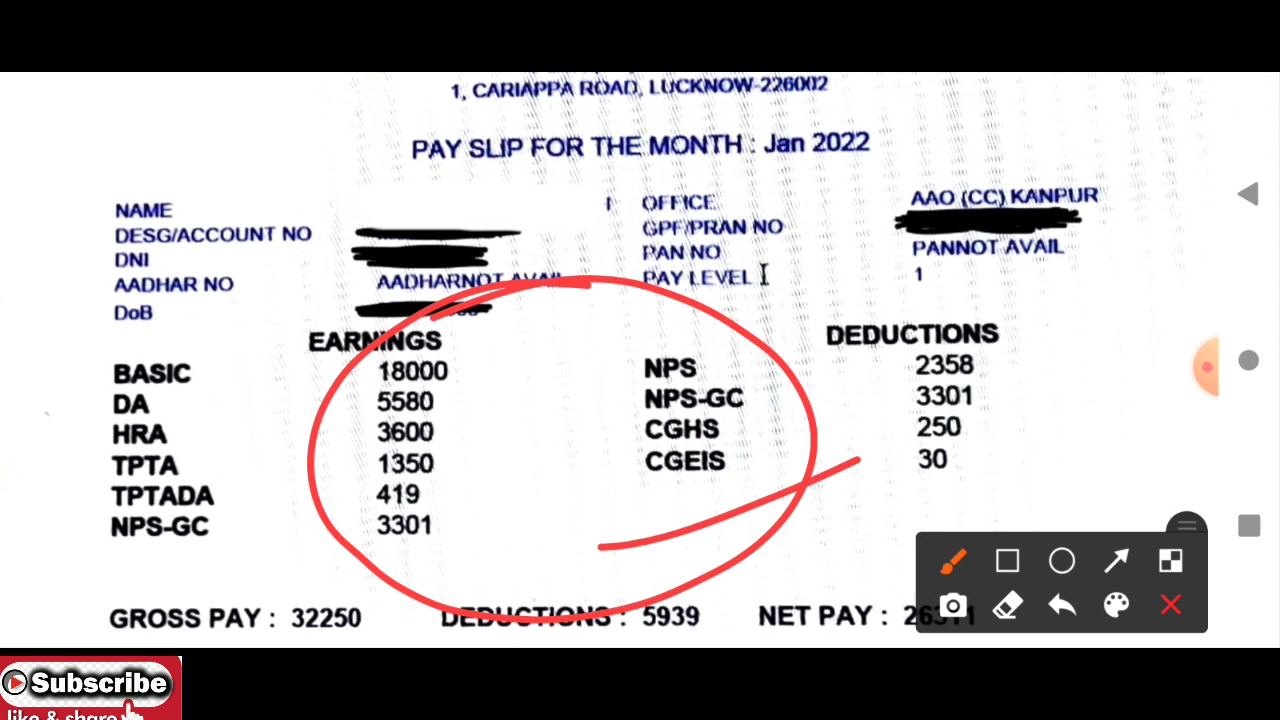 1, CARIAPPA ROAD, LUCKNOW-226002
PAY SLIP FOR THE MONTH : Jan 2022
NAME
DESG/ACCOUNT NO
DNI
AADHAR NO AADHARNOT AVAIL
DoB
OFFICE AAO (CC) KANPUR
GPF/PRAN NO
PAN NO PANNOT AVAIL
PAY LEVEL 1
EARNINGS DEDUCTIONS
BASIC 18000 NPS 2358
DA 5580 NPS-GC 3301
HRA 3600 CGHS 250
TPTA 1350 CGEIS 30
TPTADA 419
NPS-GC 3301
GROSS PAY : 32250 DEDUCTIONS : 5939 NET PAY : 26311
Subscribe
like & share